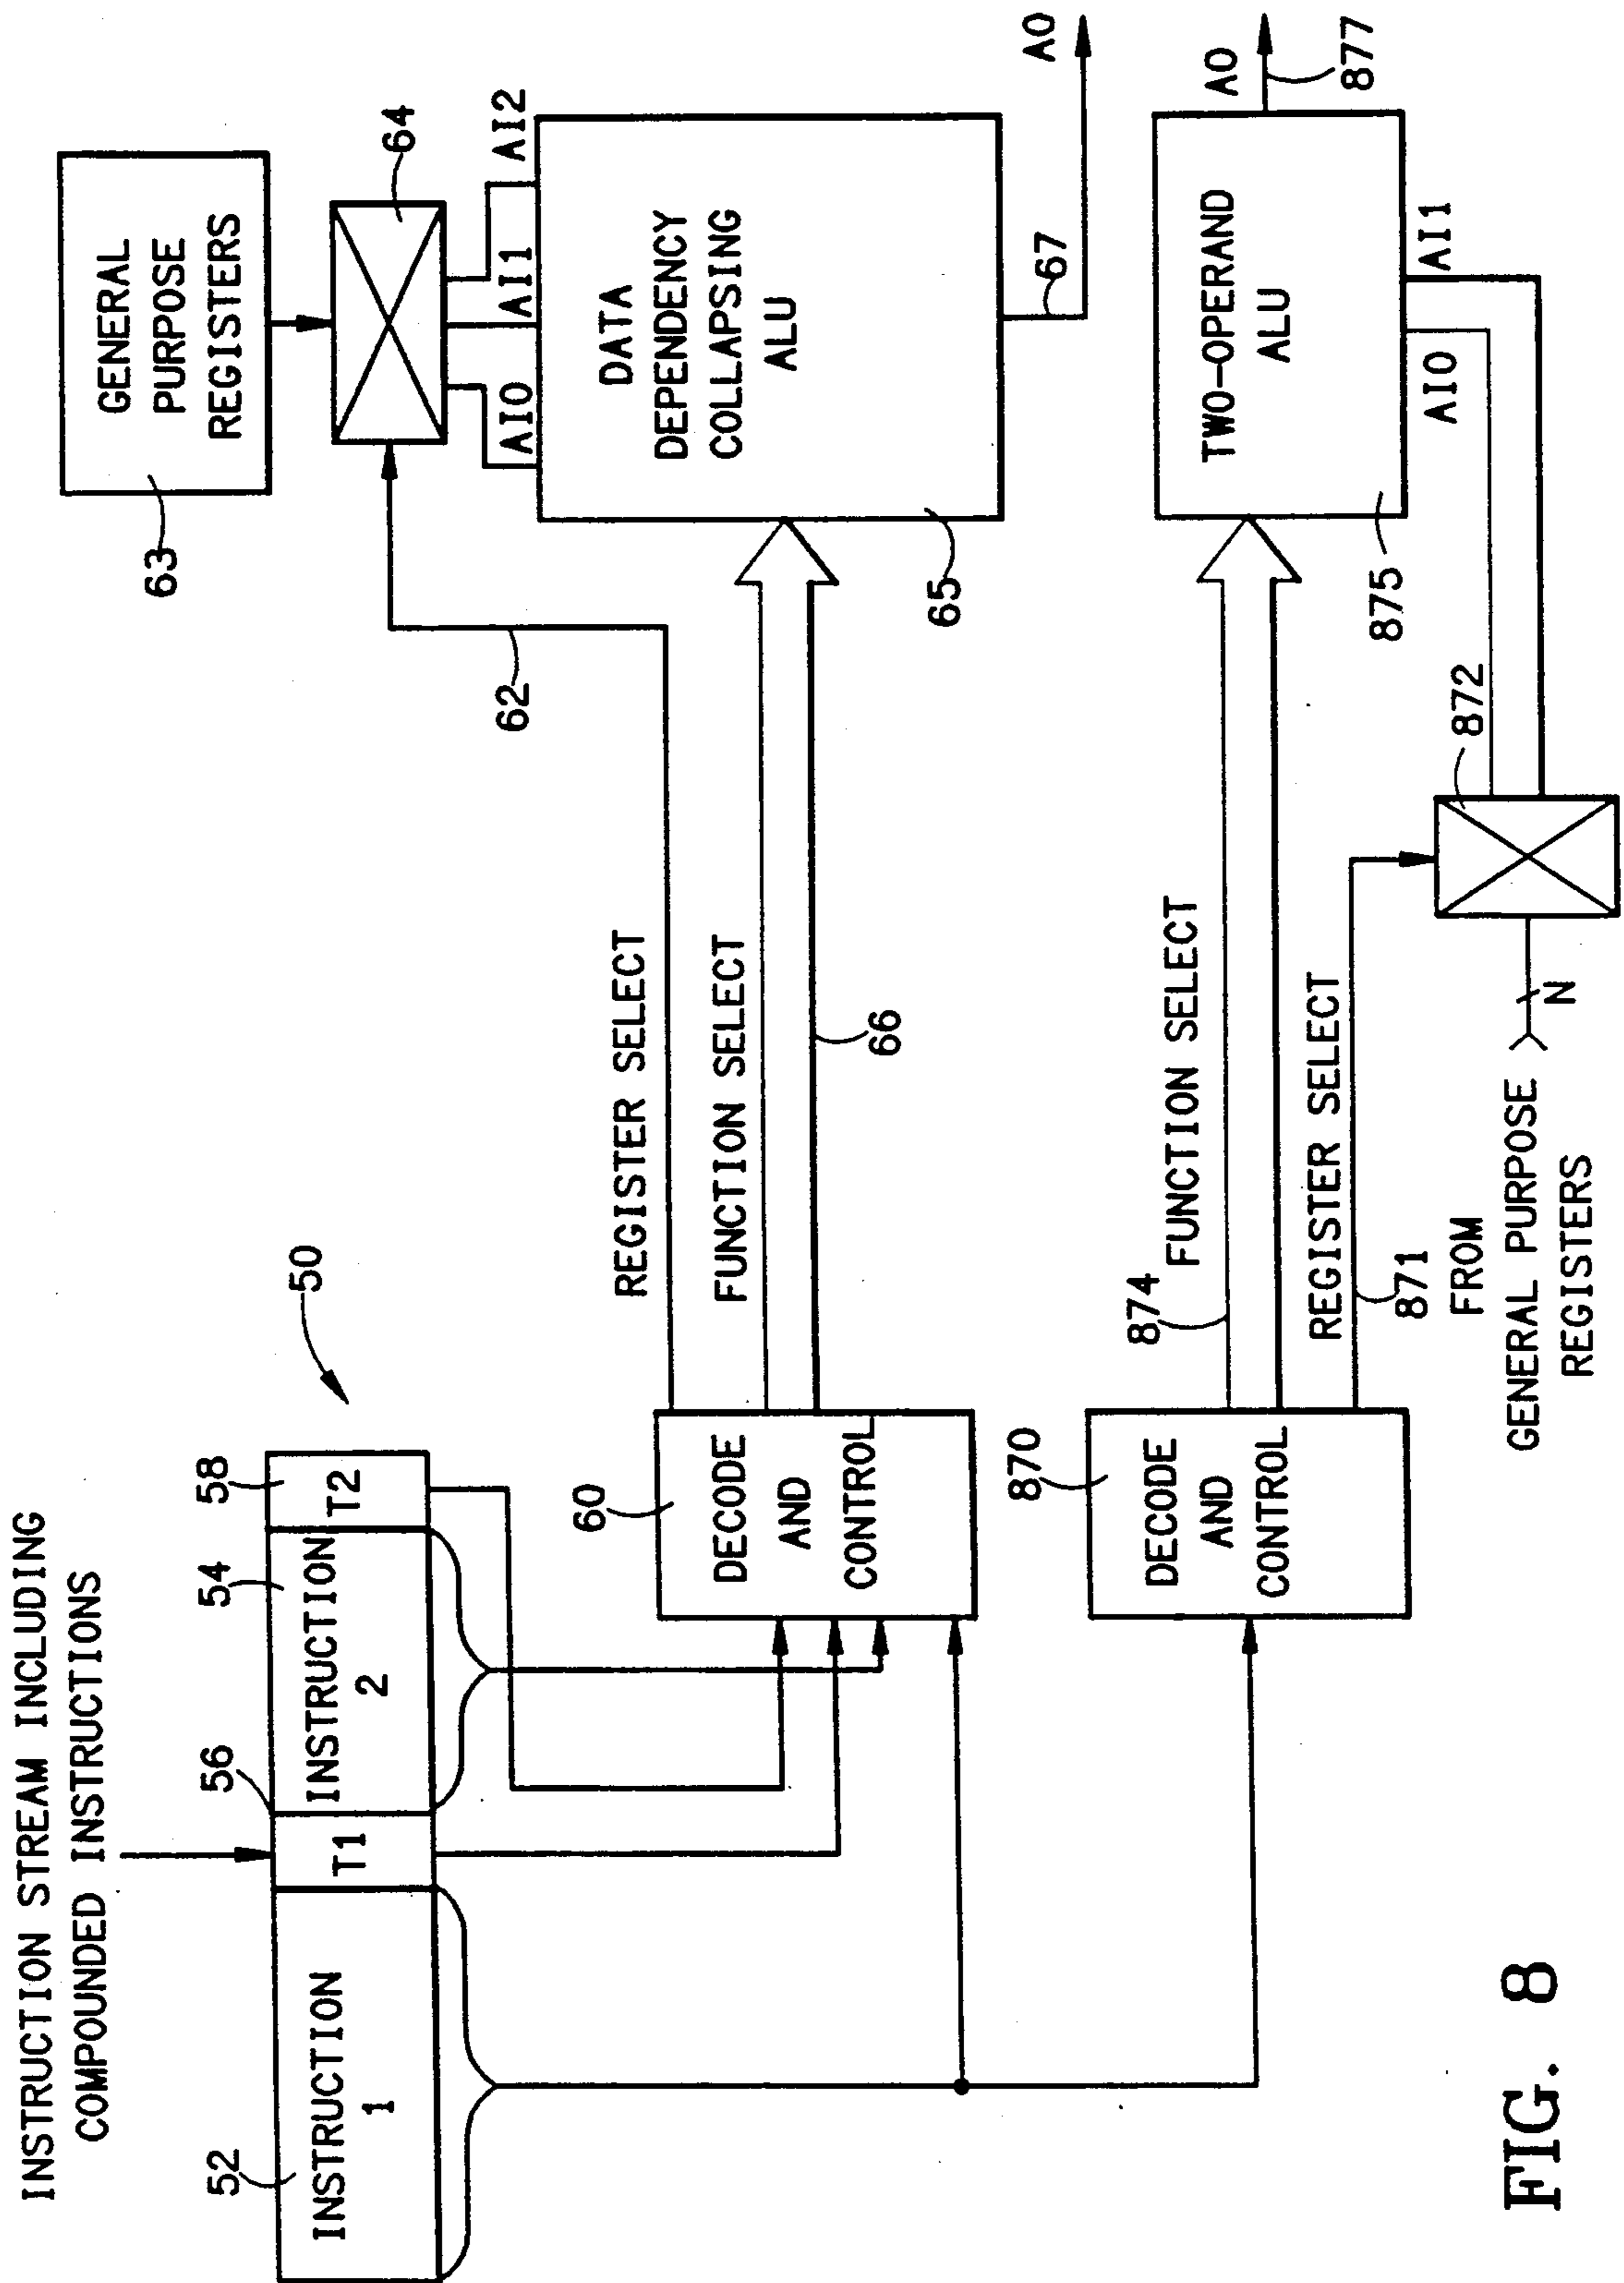 INSTRUCTION STREAM INCLUDING
COMPOUNDED INSTRUCTIONS
50
52
INSTRUCTION
1
56
T1
54
INSTRUCTION
2
58
T2
60
DECODE
AND
CONTROL
REGISTER SELECT
62
FUNCTION SELECT
66
63
GENERAL
PURPOSE
REGISTERS
64
AI0
AI1
AI2
DATA
DEPENDENCY
COLLAPSING
ALU
65
67
AO
870
DECODE
AND
CONTROL
874
FUNCTION SELECT
REGISTER SELECT
871
FROM
GENERAL PURPOSE
REGISTERS
N
872
TWO-OPERAND
ALU
875
AI0
AI1
AO
877
FIG. 8